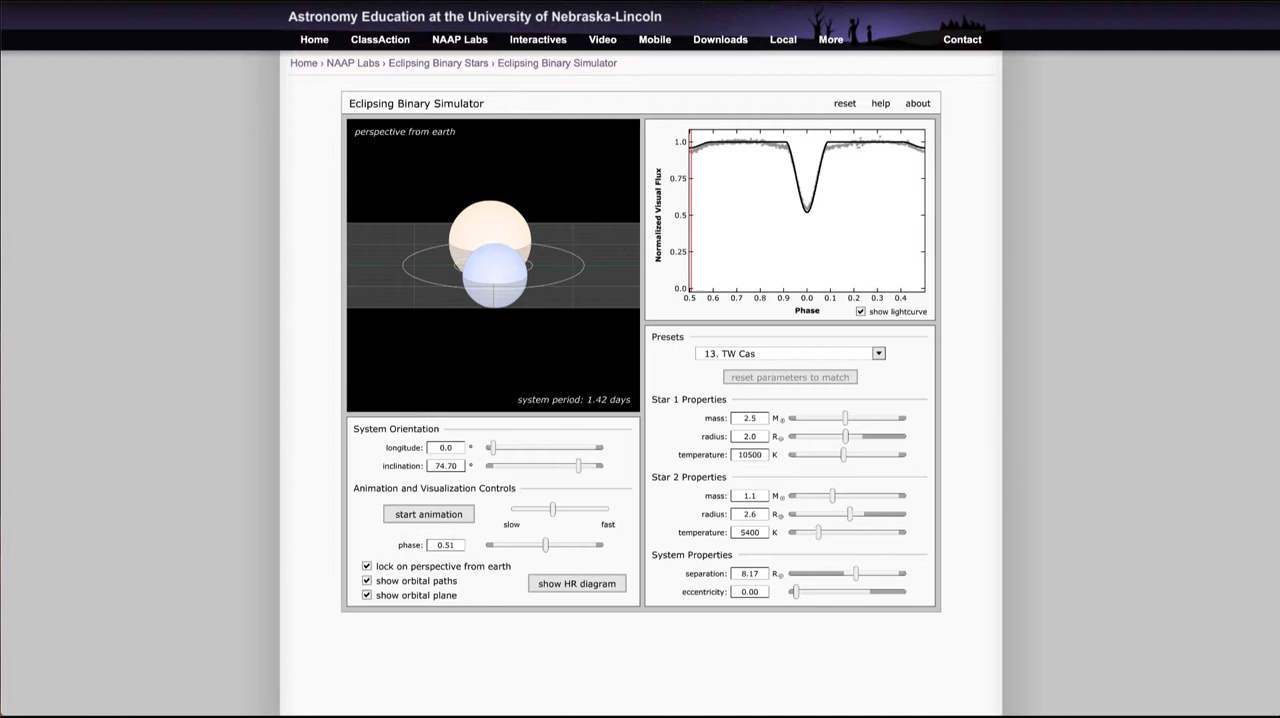 Astronomy Education at the University of Nebraska-Lincoln
Home ClassAction NAAP Labs Interactives Video Mobile Downloads Local More Contact
Home › NAAP Labs › Eclipsing Binary Stars › Eclipsing Binary Simulator
Eclipsing Binary Simulator reset help about
perspective from earth
system period: 1.42 days
Normalized Visual Flux
1.0
0.75
0.5
0.25
0.0
0.5 0.6 0.7 0.8 0.9 0.0 0.1 0.2 0.3 0.4
Phase
show lightcurve
System Orientation
longitude: 0.0 °
inclination: 74.70 °
Animation and Visualization Controls
start animation
slow fast
phase: 0.51
lock on perspective from earth
show orbital paths
show orbital plane
show HR diagram
Presets
13. TW Cas
reset parameters to match
Star 1 Properties
mass: 2.5 M⊙
radius: 2.0 R⊙
temperature: 10500 K
Star 2 Properties
mass: 1.1 M⊙
radius: 2.6 R⊙
temperature: 5400 K
System Properties
separation: 8.17 R⊙
eccentricity: 0.00